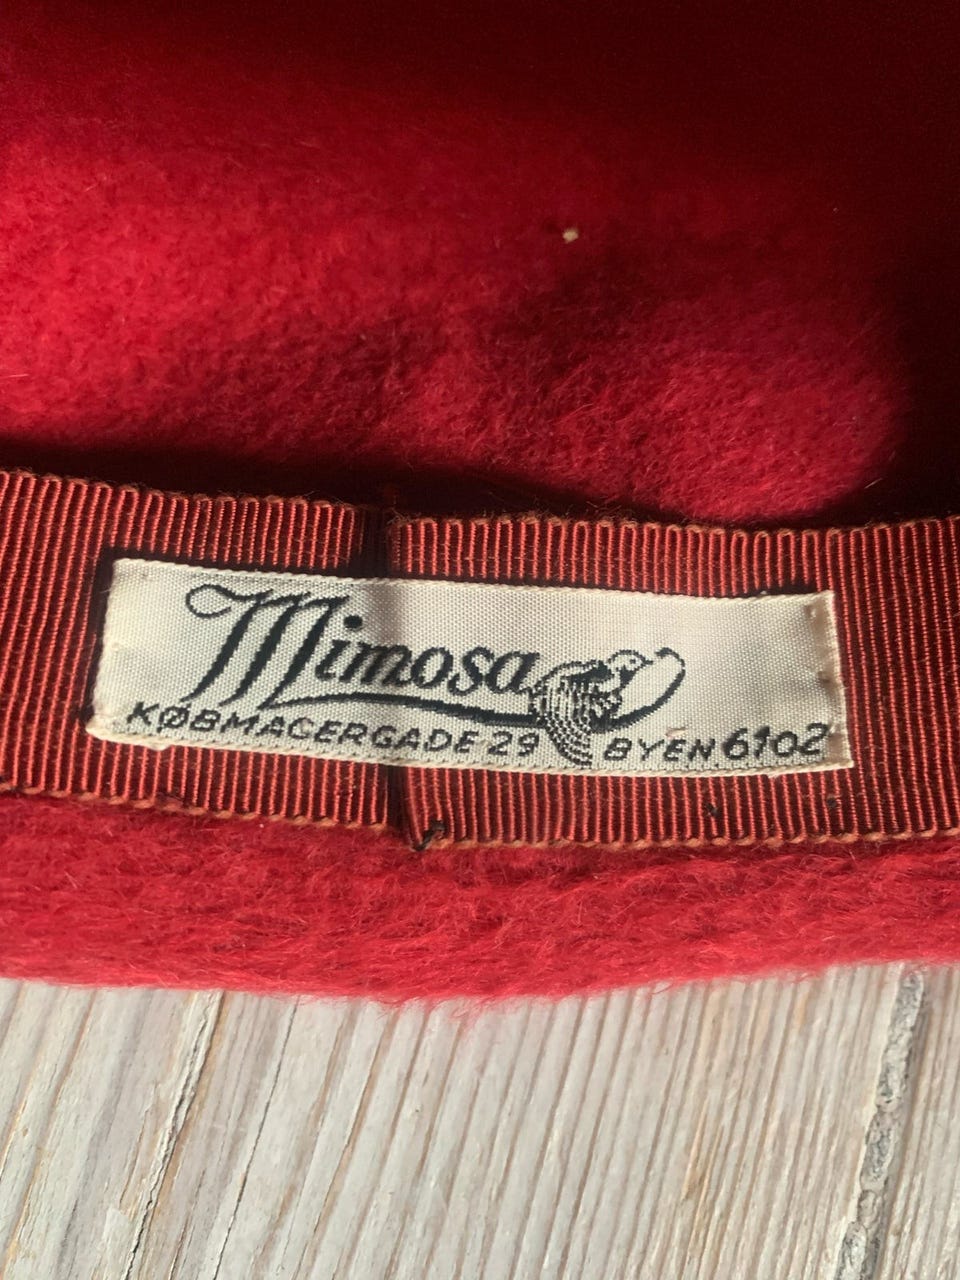 Mimosa
KØBMAGERGADE 29 BYEN 6102